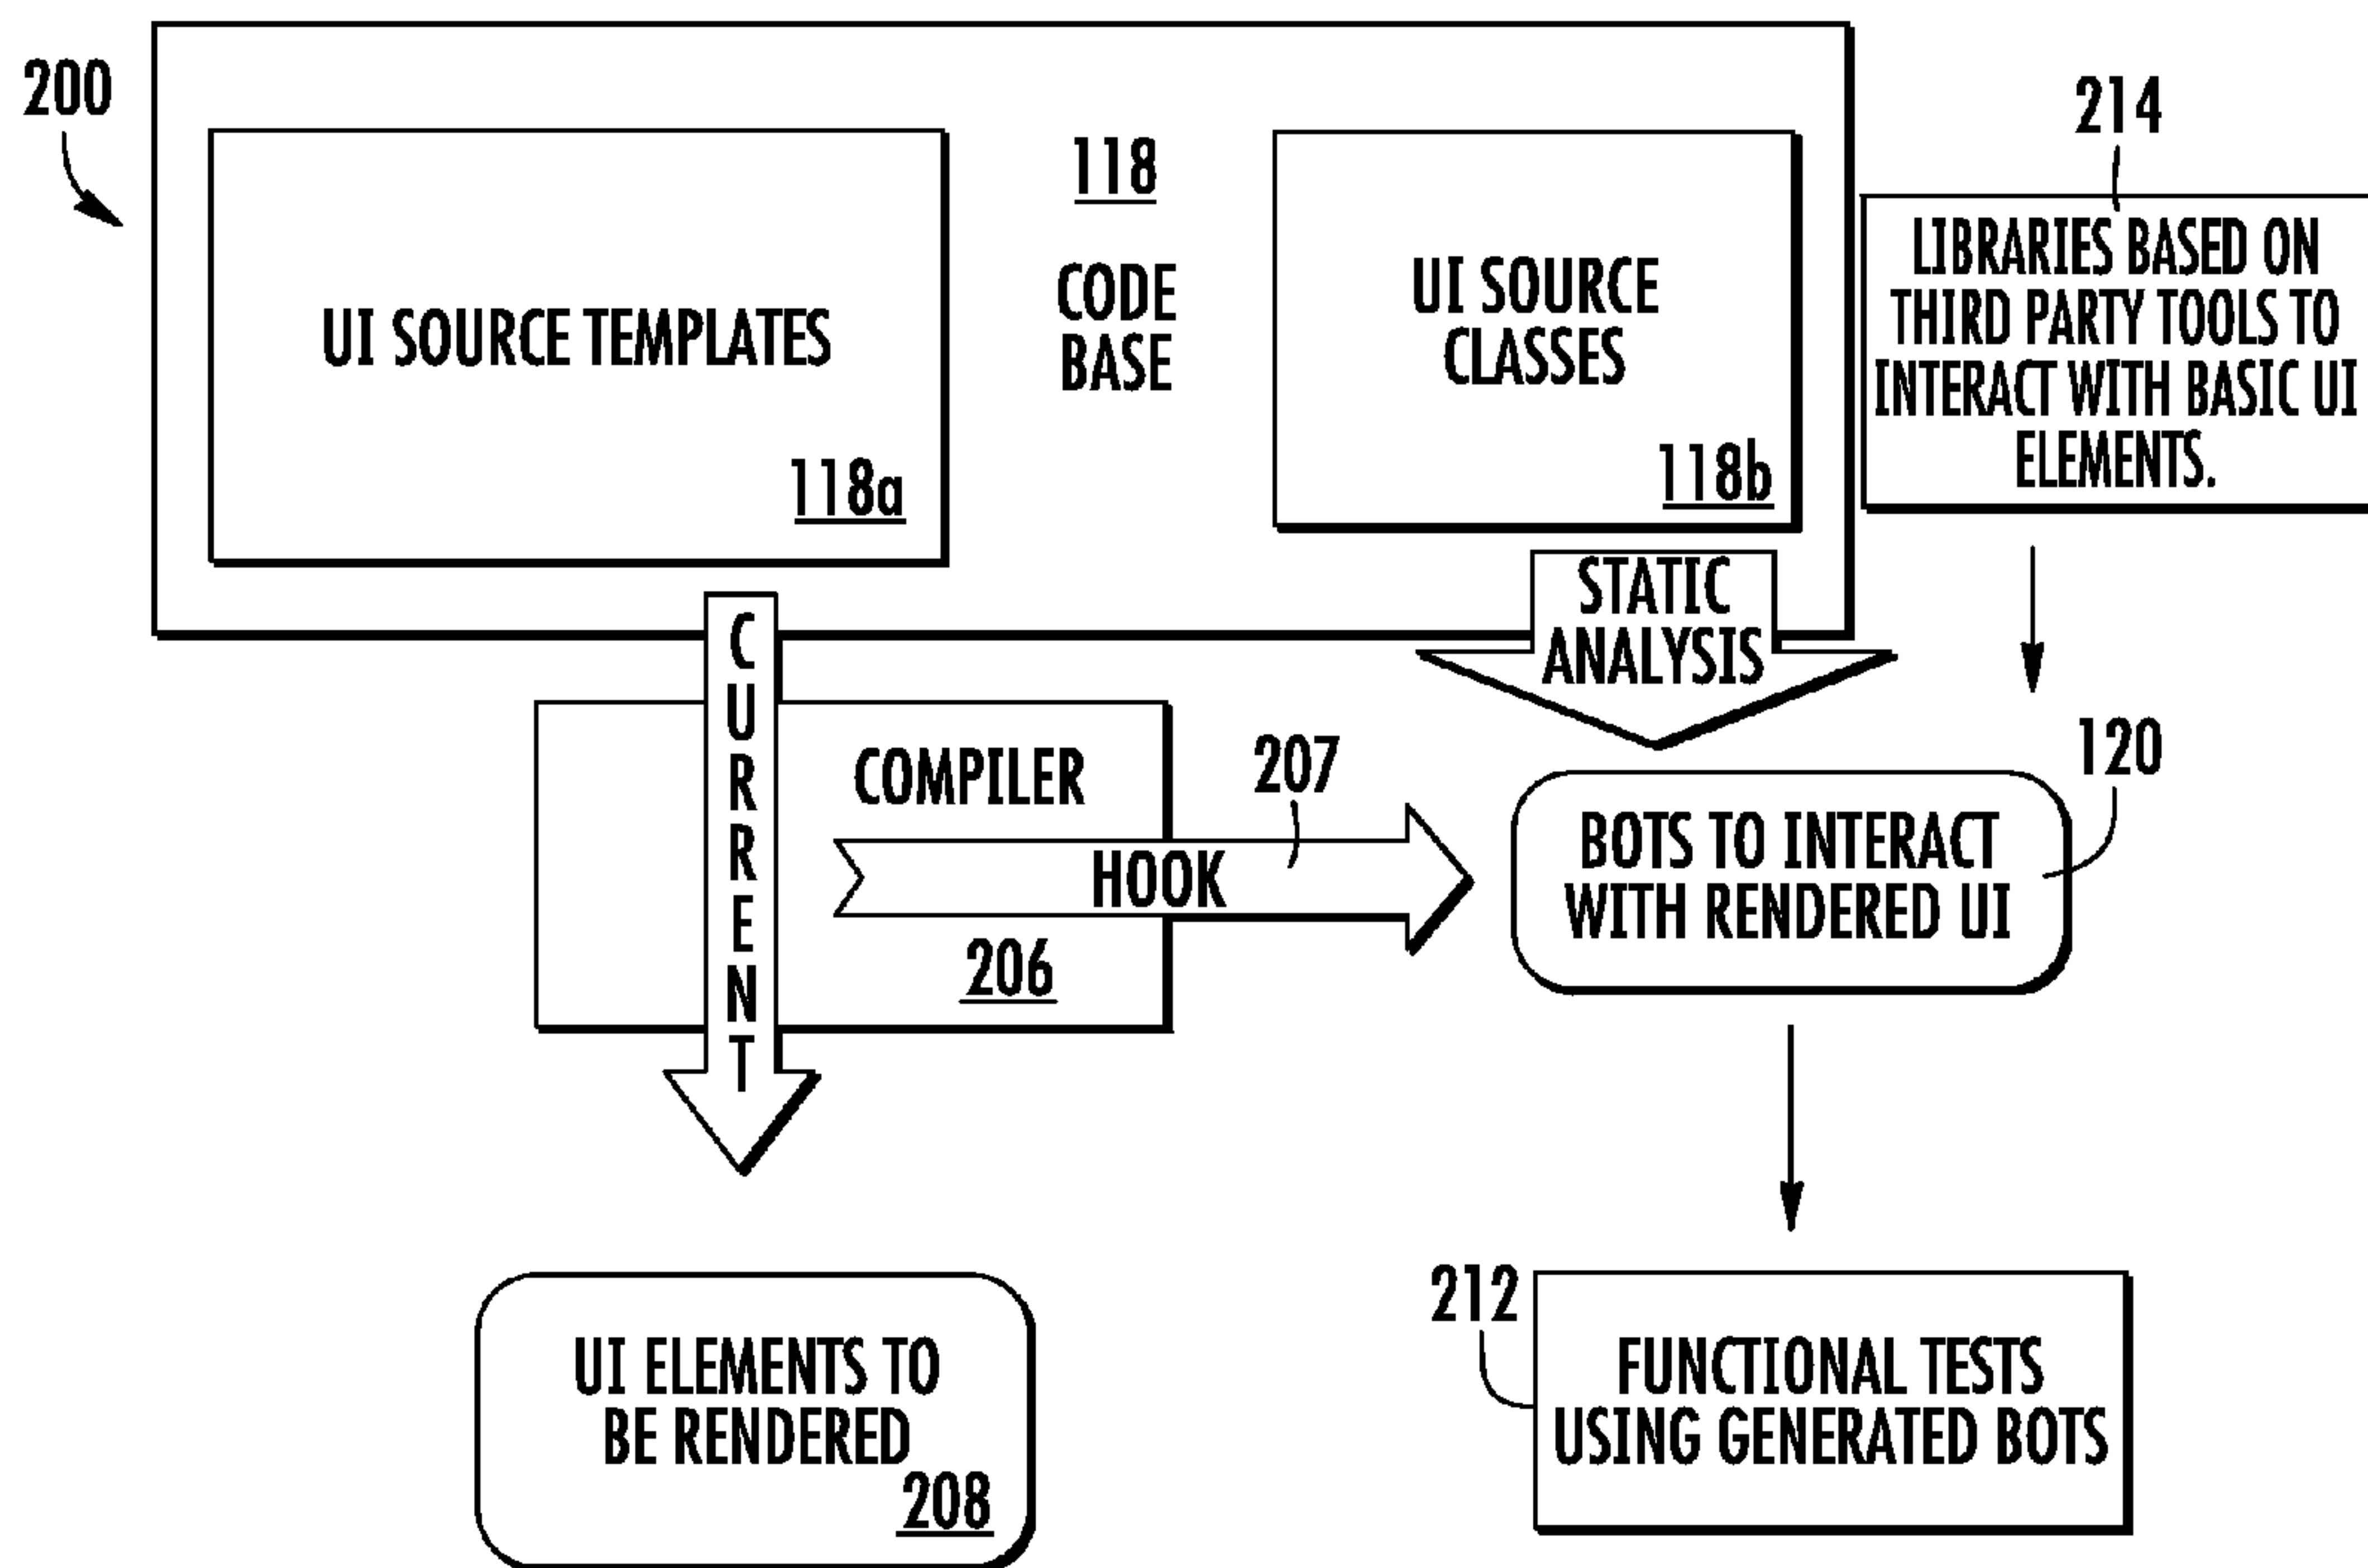 200
118
CODE
BASE
UI SOURCE TEMPLATES
118a
UI SOURCE
CLASSES
118b
214
LIBRARIES BASED ON
THIRD PARTY TOOLS TO
INTERACT WITH BASIC UI
ELEMENTS.
STATIC
ANALYSIS
CURRENT
COMPILER
207
HOOK
206
120
BOTS TO INTERACT
WITH RENDERED UI
UI ELEMENTS TO
BE RENDERED
208
212
FUNCTIONAL TESTS
USING GENERATED BOTS